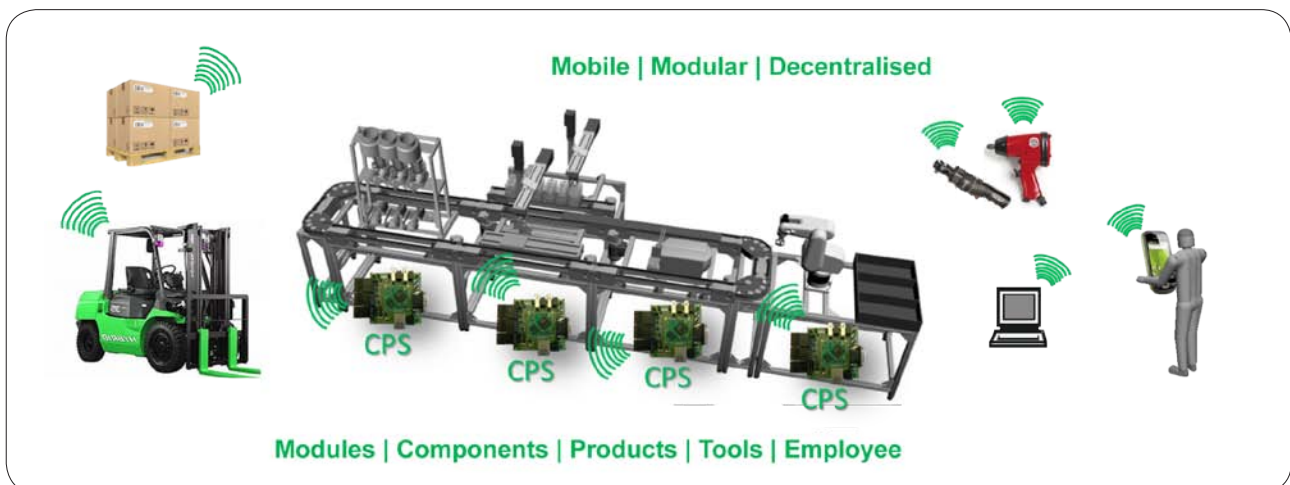 Mobile | Modular | Decentralised
CPS
CPS
CPS
CPS
Modules | Components | Products | Tools | Employee